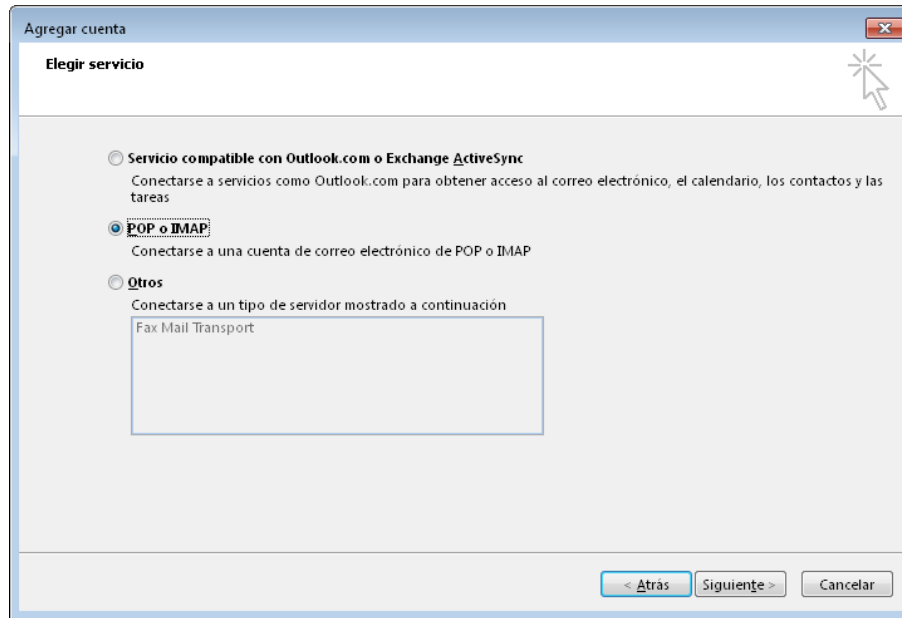 Agregar cuenta
Elegir servicio
Servicio compatible con Outlook.com o Exchange ActiveSync
Conectarse a servicios como Outlook.com para obtener acceso al correo electrónico, el calendario, los contactos y las
tareas
POP o IMAP
Conectarse a una cuenta de correo electrónico de POP o IMAP
Otros
Conectarse a un tipo de servidor mostrado a continuación
Fax Mail Transport
< Atrás Siguiente > Cancelar